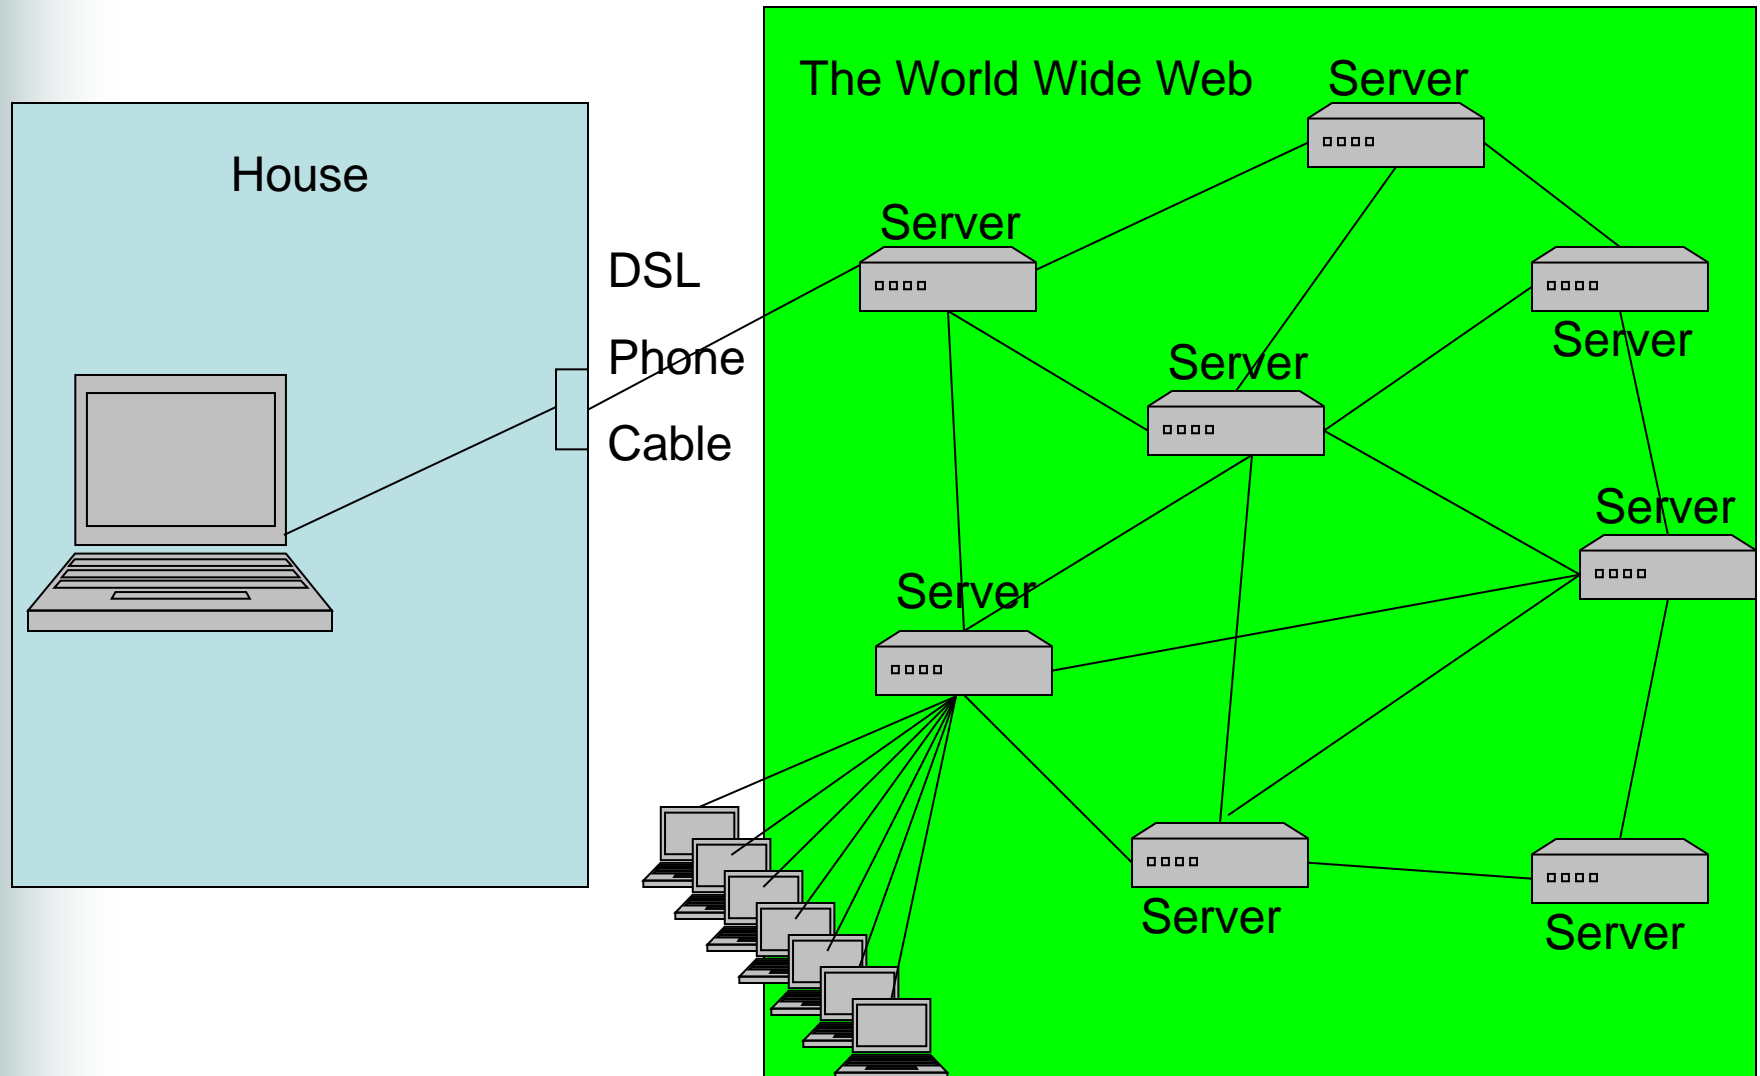 The World Wide Web
Server
House
Server
DSL
Server
Phone
Server
Cable
Server
Server
Server
Server